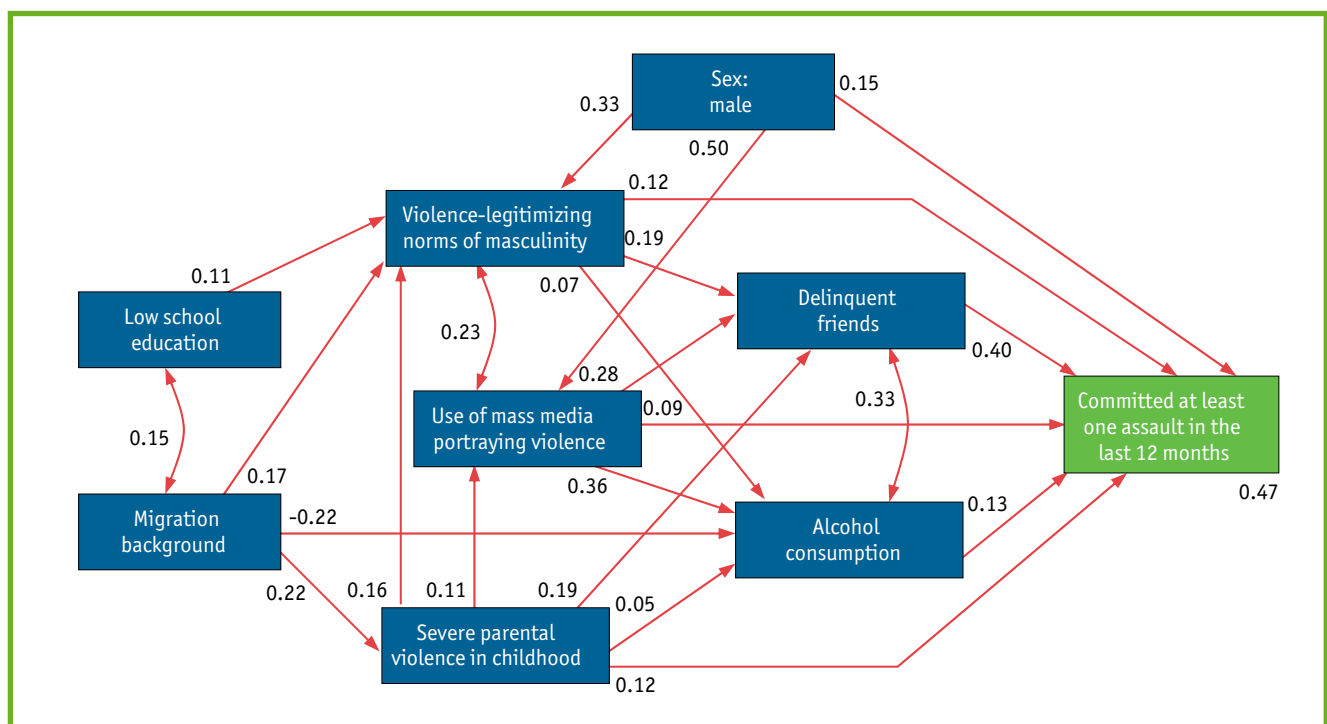 Sex:
male
0.15
0.33
0.50
0.12
Violence-legitimizing
norms of masculinity
0.19
0.11
0.07
Low school
education
Delinquent
friends
0.23
0.40
0.28
0.33
Use of mass media
portraying violence
0.09
Committed at least
one assault in the
last 12 months
0.15
0.17
0.36
0.47
Migration
background
-0.22
0.13
Alcohol
consumption
0.22
0.16
0.11
0.19
0.05
Severe parental
violence in childhood
0.12